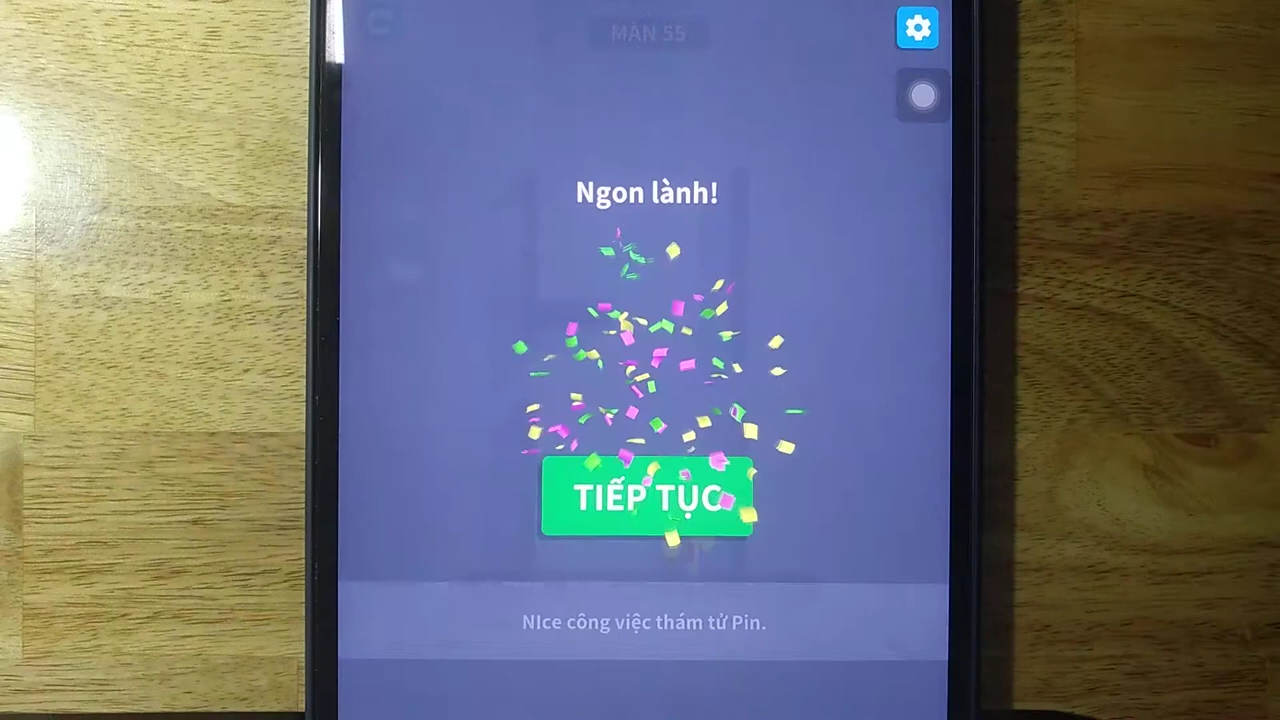 MÀN 55
Ngon lành!
TIẾP TỤC
NIce công việc thám tử Pin.